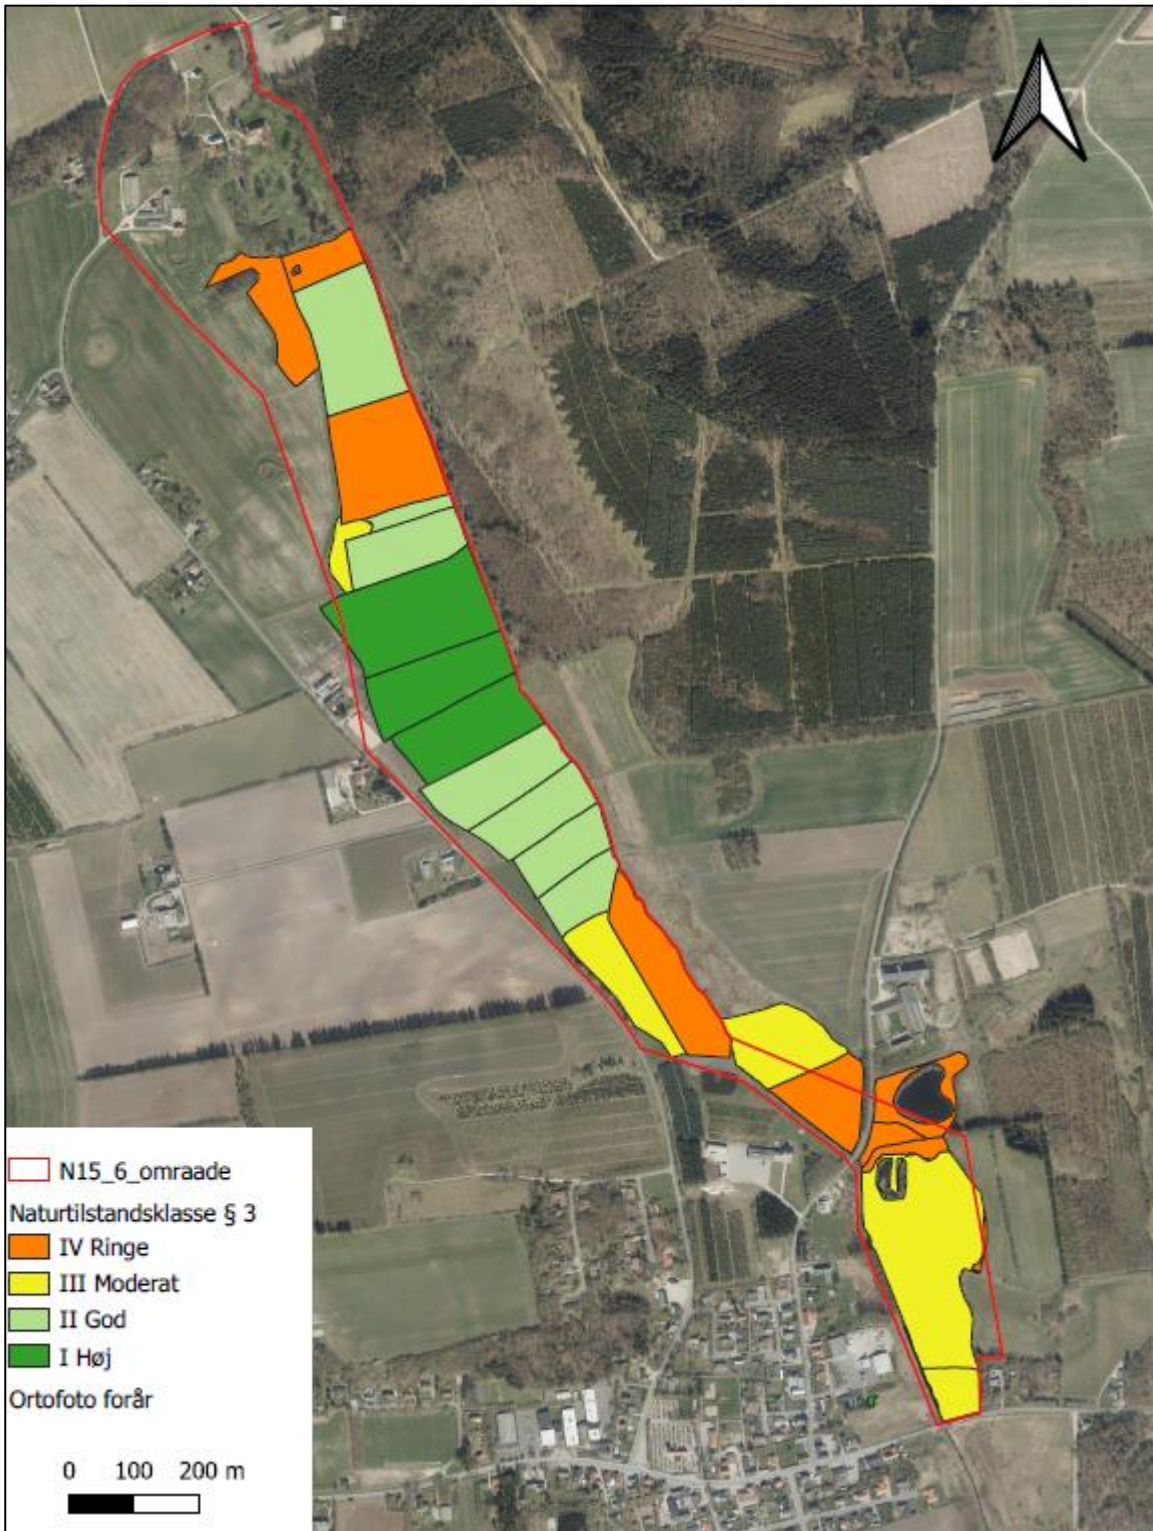 N15_6_omraade
Naturtilstandsklasse § 3
IV Ringe
III Moderat
II God
I Høj
Ortofoto forår
0 100 200 m